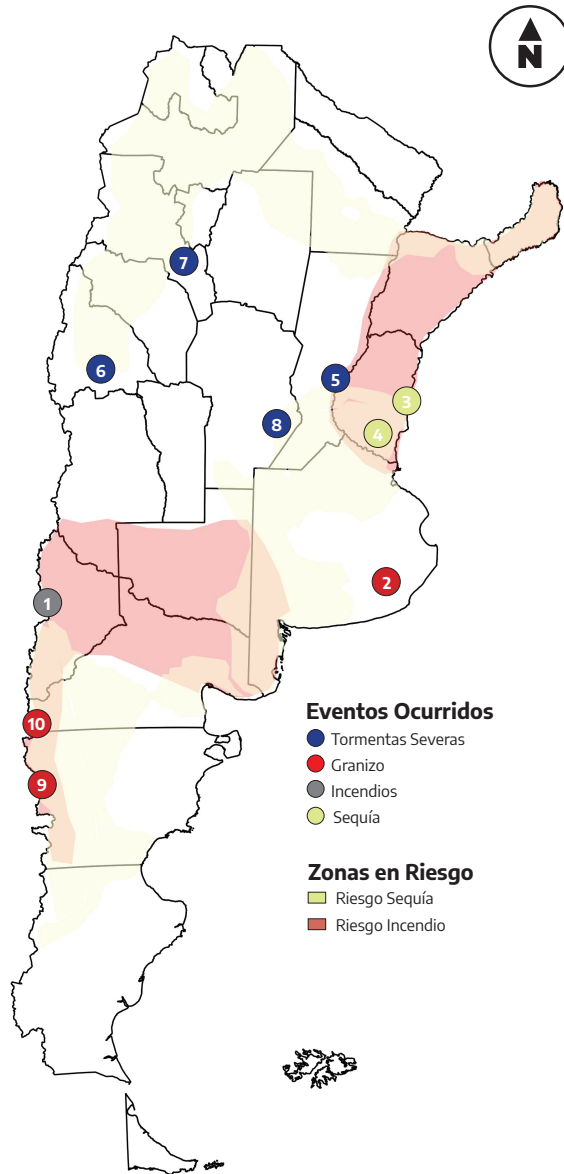 N
7
6
5
3
8
4
2
1
10
9
Eventos Ocurridos
Tormentas Severas
Granizo
Incendios
Sequía
Zonas en Riesgo
Riesgo Sequía
Riesgo Incendio